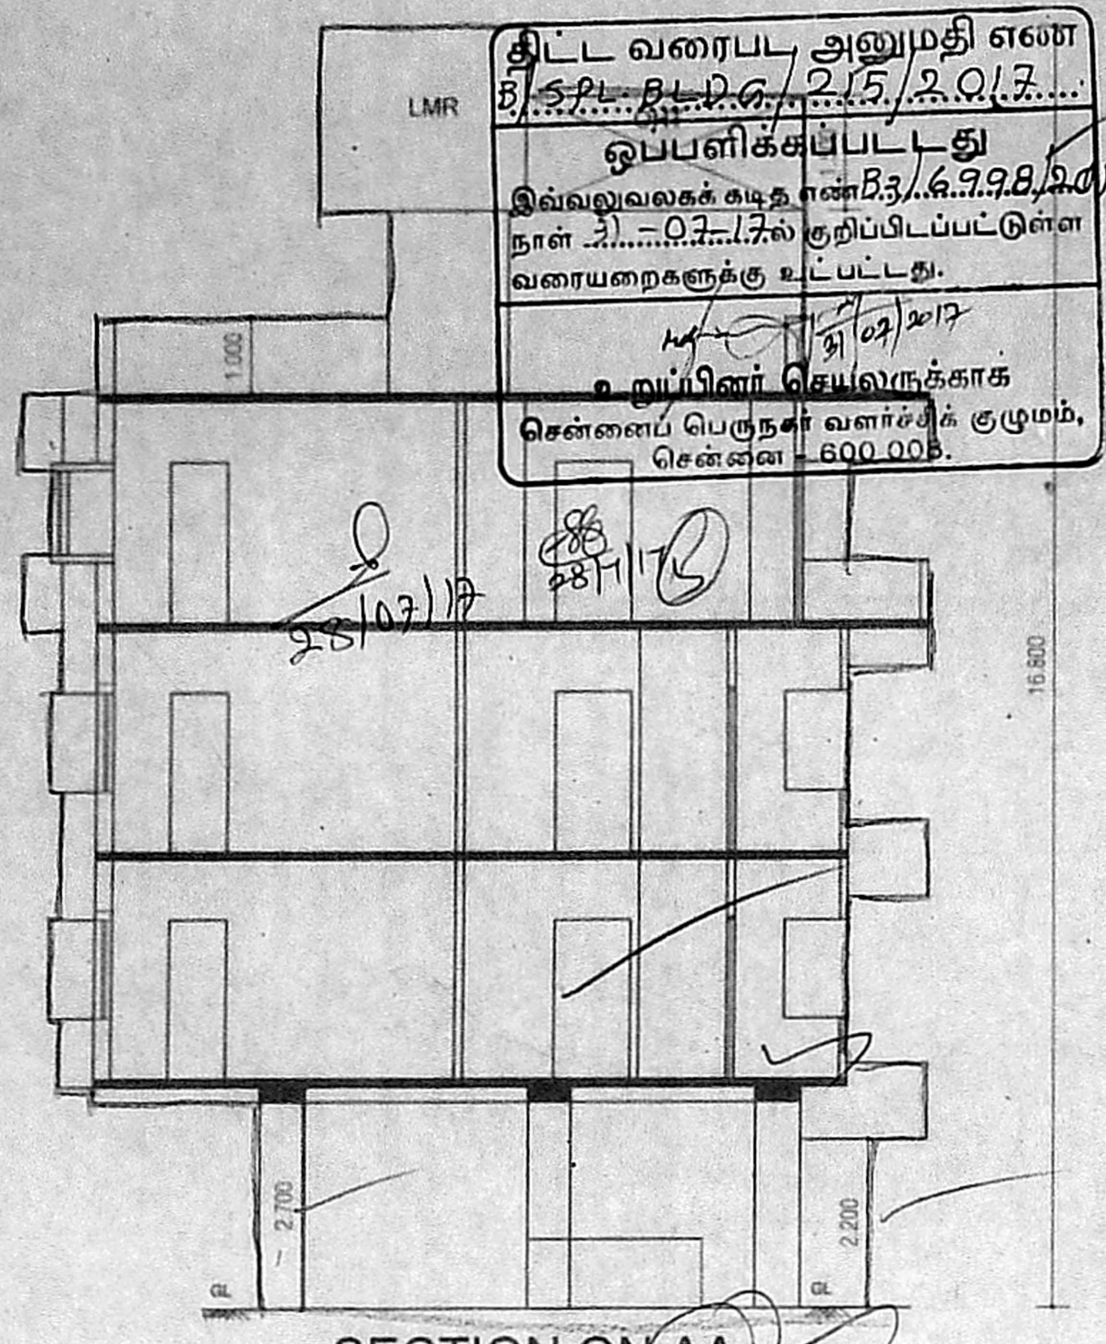 திட்ட வரைபட அனுமதி எண்
B/SPL.BLDG/215/2017
LMR
ஒப்பளிக்கப்பட்டது
இவ்வலுவலகக் கடித எண் B3/6998/20
நாள் 31-07-17ல் குறிப்பிடப்பட்டுள்ள
வரையறைகளுக்கு உட்பட்டது.
31/07/2017
1.000
உறுப்பினர் செயலருக்காக
சென்னைப் பெருநகர் வளர்ச்சிக் குழுமம்,
சென்னை - 600 008.
28/07/17
28/7/17
16.800
2.700
2.200
GL
GL
SECTION ON AA